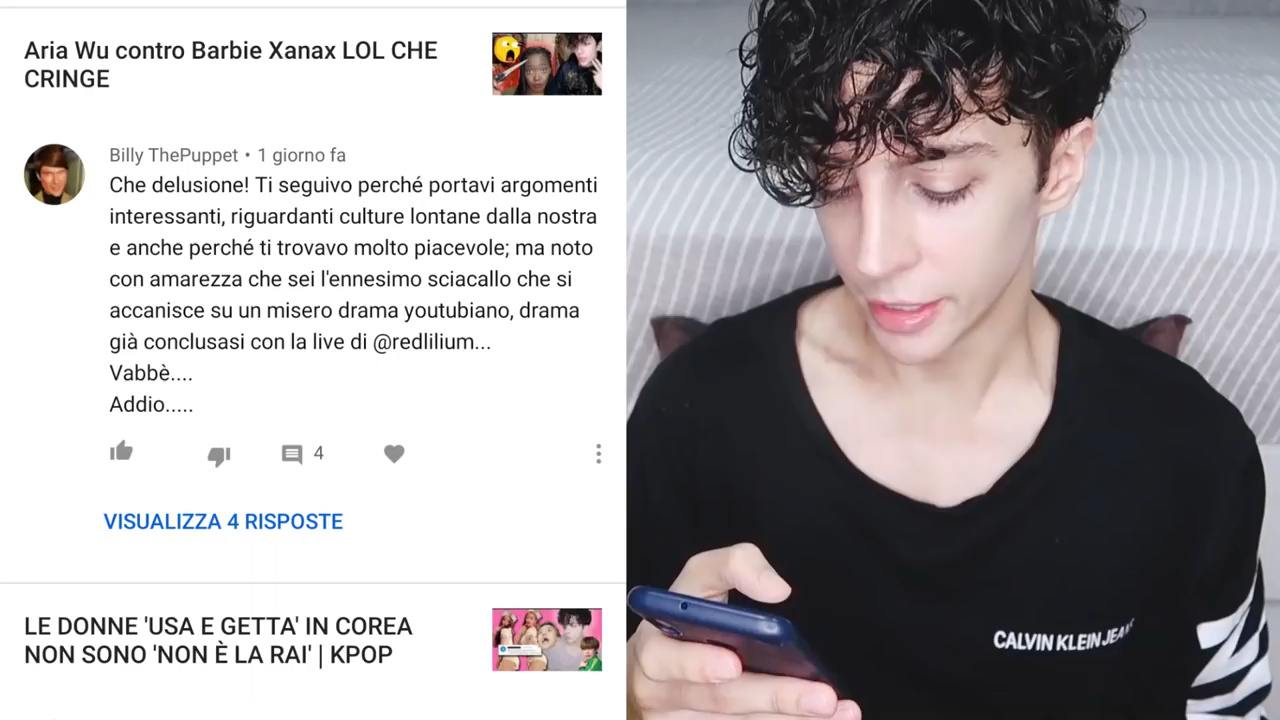 Aria Wu contro Barbie Xanax LOL CHE
CRINGE
Billy ThePuppet • 1 giorno fa
Che delusione! Ti seguivo perché portavi argomenti
interessanti, riguardanti culture lontane dalla nostra
e anche perché ti trovavo molto piacevole; ma noto
con amarezza che sei l'ennesimo sciacallo che si
accanisce su un misero drama youtubiano, drama
già conclusasi con la live di @redlilium...
Vabbè....
Addio.....
4
VISUALIZZA 4 RISPOSTE
LE DONNE 'USA E GETTA' IN COREA
NON SONO 'NON È LA RAI' | KPOP
CALVIN KLEIN JEANS